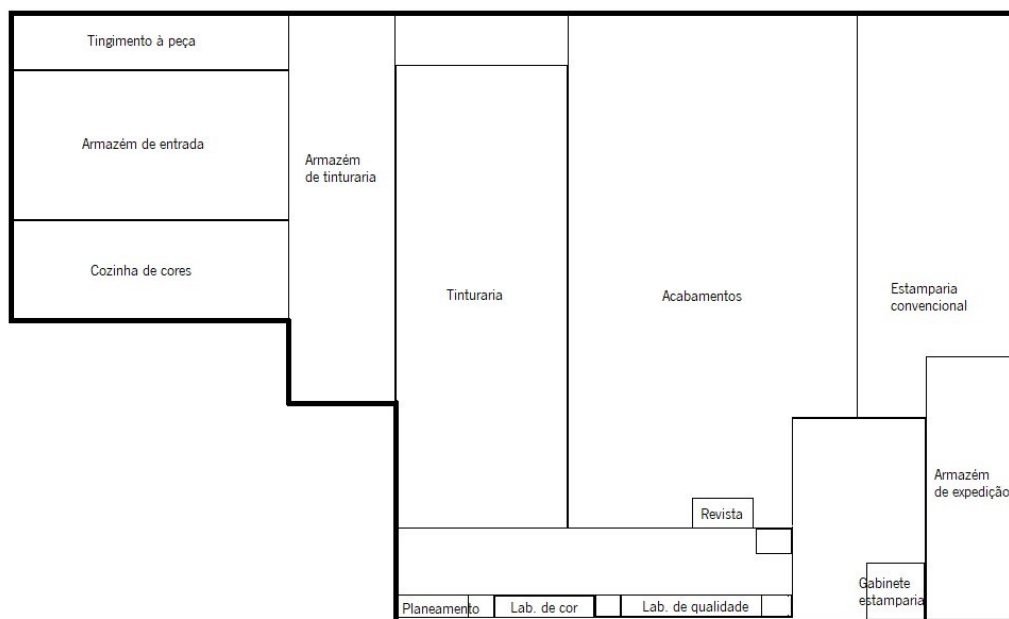 Tingimento à peça
Armazém de entrada
Armazém
de tinturaria
Cozinha de cores
Tinturaria
Acabamentos
Estamparia
convencional
Armazém
de expedição
Revista
Gabinete
estamparia
Planeamento
Lab. de cor
Lab. de qualidade